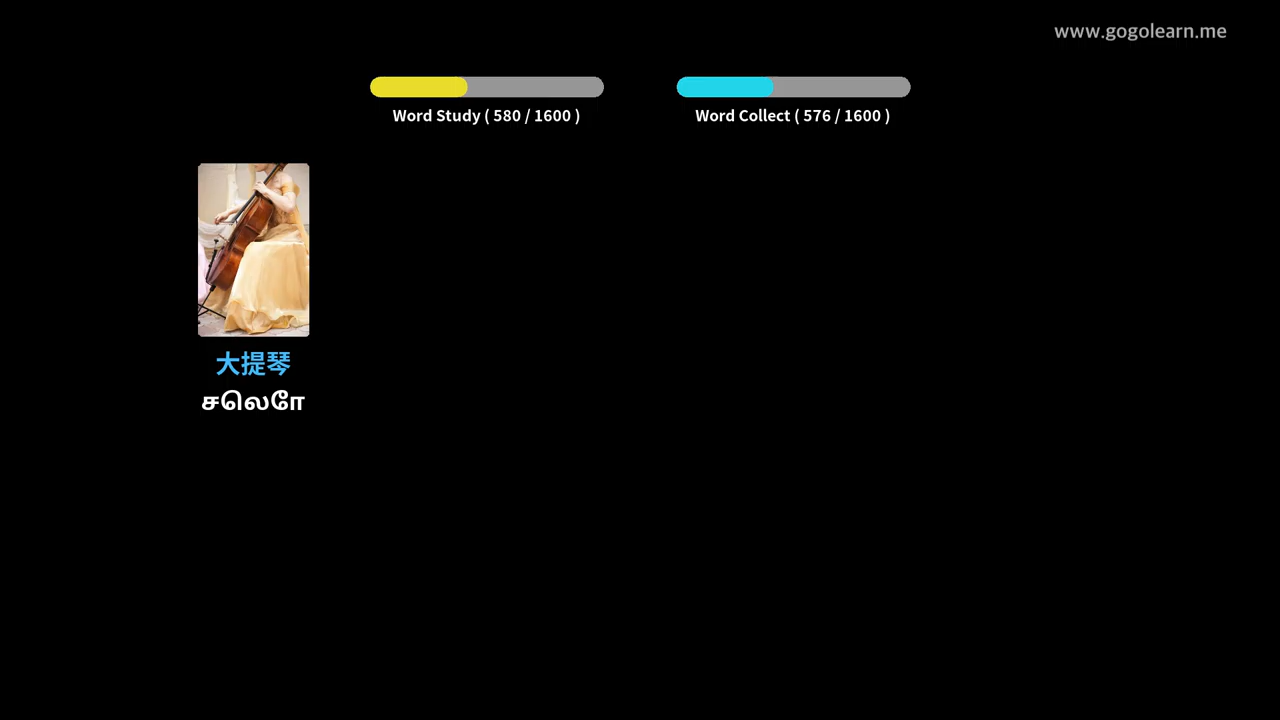 www.gogolearn.me
Word Study ( 580 / 1600 )
Word Collect ( 576 / 1600 )
大提琴
சலெரோ